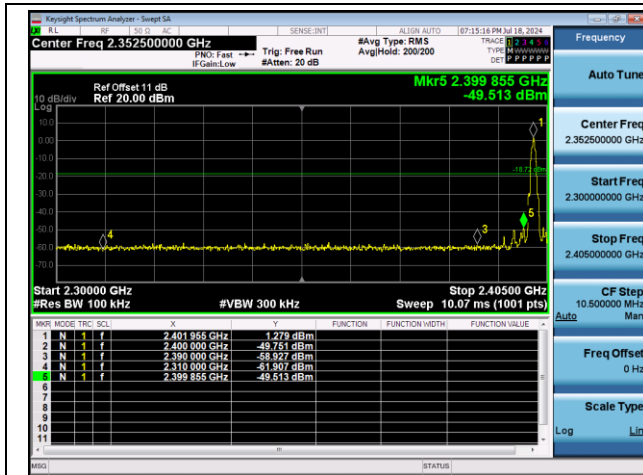 Keysight Spectrum Analyzer - Swept SA
RL RF 50 Ω AC SENSE:INT ALIGN AUTO 07:15:16 PM Jul 18, 2024
Center Freq 2.352500000 GHz
PNO: Fast Trig: Free Run #Avg Type: RMS TRACE 1 2 3 4 5 6
IFGain:Low #Atten: 20 dB Avg|Hold: 200/200 TYPE M W W W W W
DET P P P P P P
Ref Offset 11 dB Mkr5 2.399 855 GHz
10 dB/div Ref 20.00 dBm -49.513 dBm
Log
10.0
0.00
-10.0
-18.72 dBm
-20.0
-30.0
-40.0
-50.0
-60.0
-70.0
1
5
3
4
Start 2.30000 GHz Stop 2.40500 GHz
#Res BW 100 kHz #VBW 300 kHz Sweep 10.07 ms (1001 pts)
MKR MODE TRC SCL X Y FUNCTION FUNCTION WIDTH FUNCTION VALUE
1 N 1 f 2.401 955 GHz 1.279 dBm
2 N 1 f 2.400 000 GHz -49.751 dBm
3 N 1 f 2.390 000 GHz -58.927 dBm
4 N 1 f 2.310 000 GHz -61.907 dBm
5 N 1 f 2.399 855 GHz -49.513 dBm
6
7
8
9
10
11
MSG STATUS
Frequency
Auto Tune
Center Freq
2.352500000 GHz
Start Freq
2.300000000 GHz
Stop Freq
2.405000000 GHz
CF Step
10.500000 MHz
Auto Man
Freq Offset
0 Hz
Scale Type
Log Lin